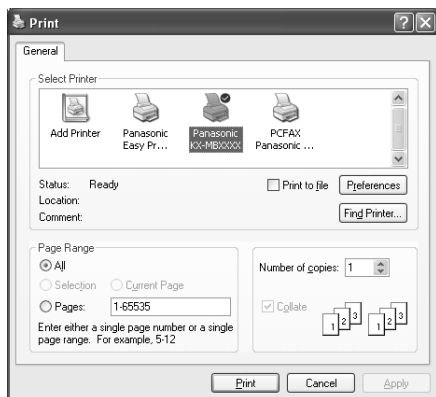 Print
General
Select Printer
Add Printer
Panasonic
Easy Pr...
Panasonic
KX-MBXXXX
PCFAX
Panasonic ...
Status: Ready
Location:
Comment:
Print to file
Preferences
Find Printer...
Page Range
All
Selection
Current Page
Pages: 1-65535
Enter either a single page number or a single
page range. For example, 5-12
Number of copies: 1
Collate
1 2 3
1 2 3
Print
Cancel
Apply